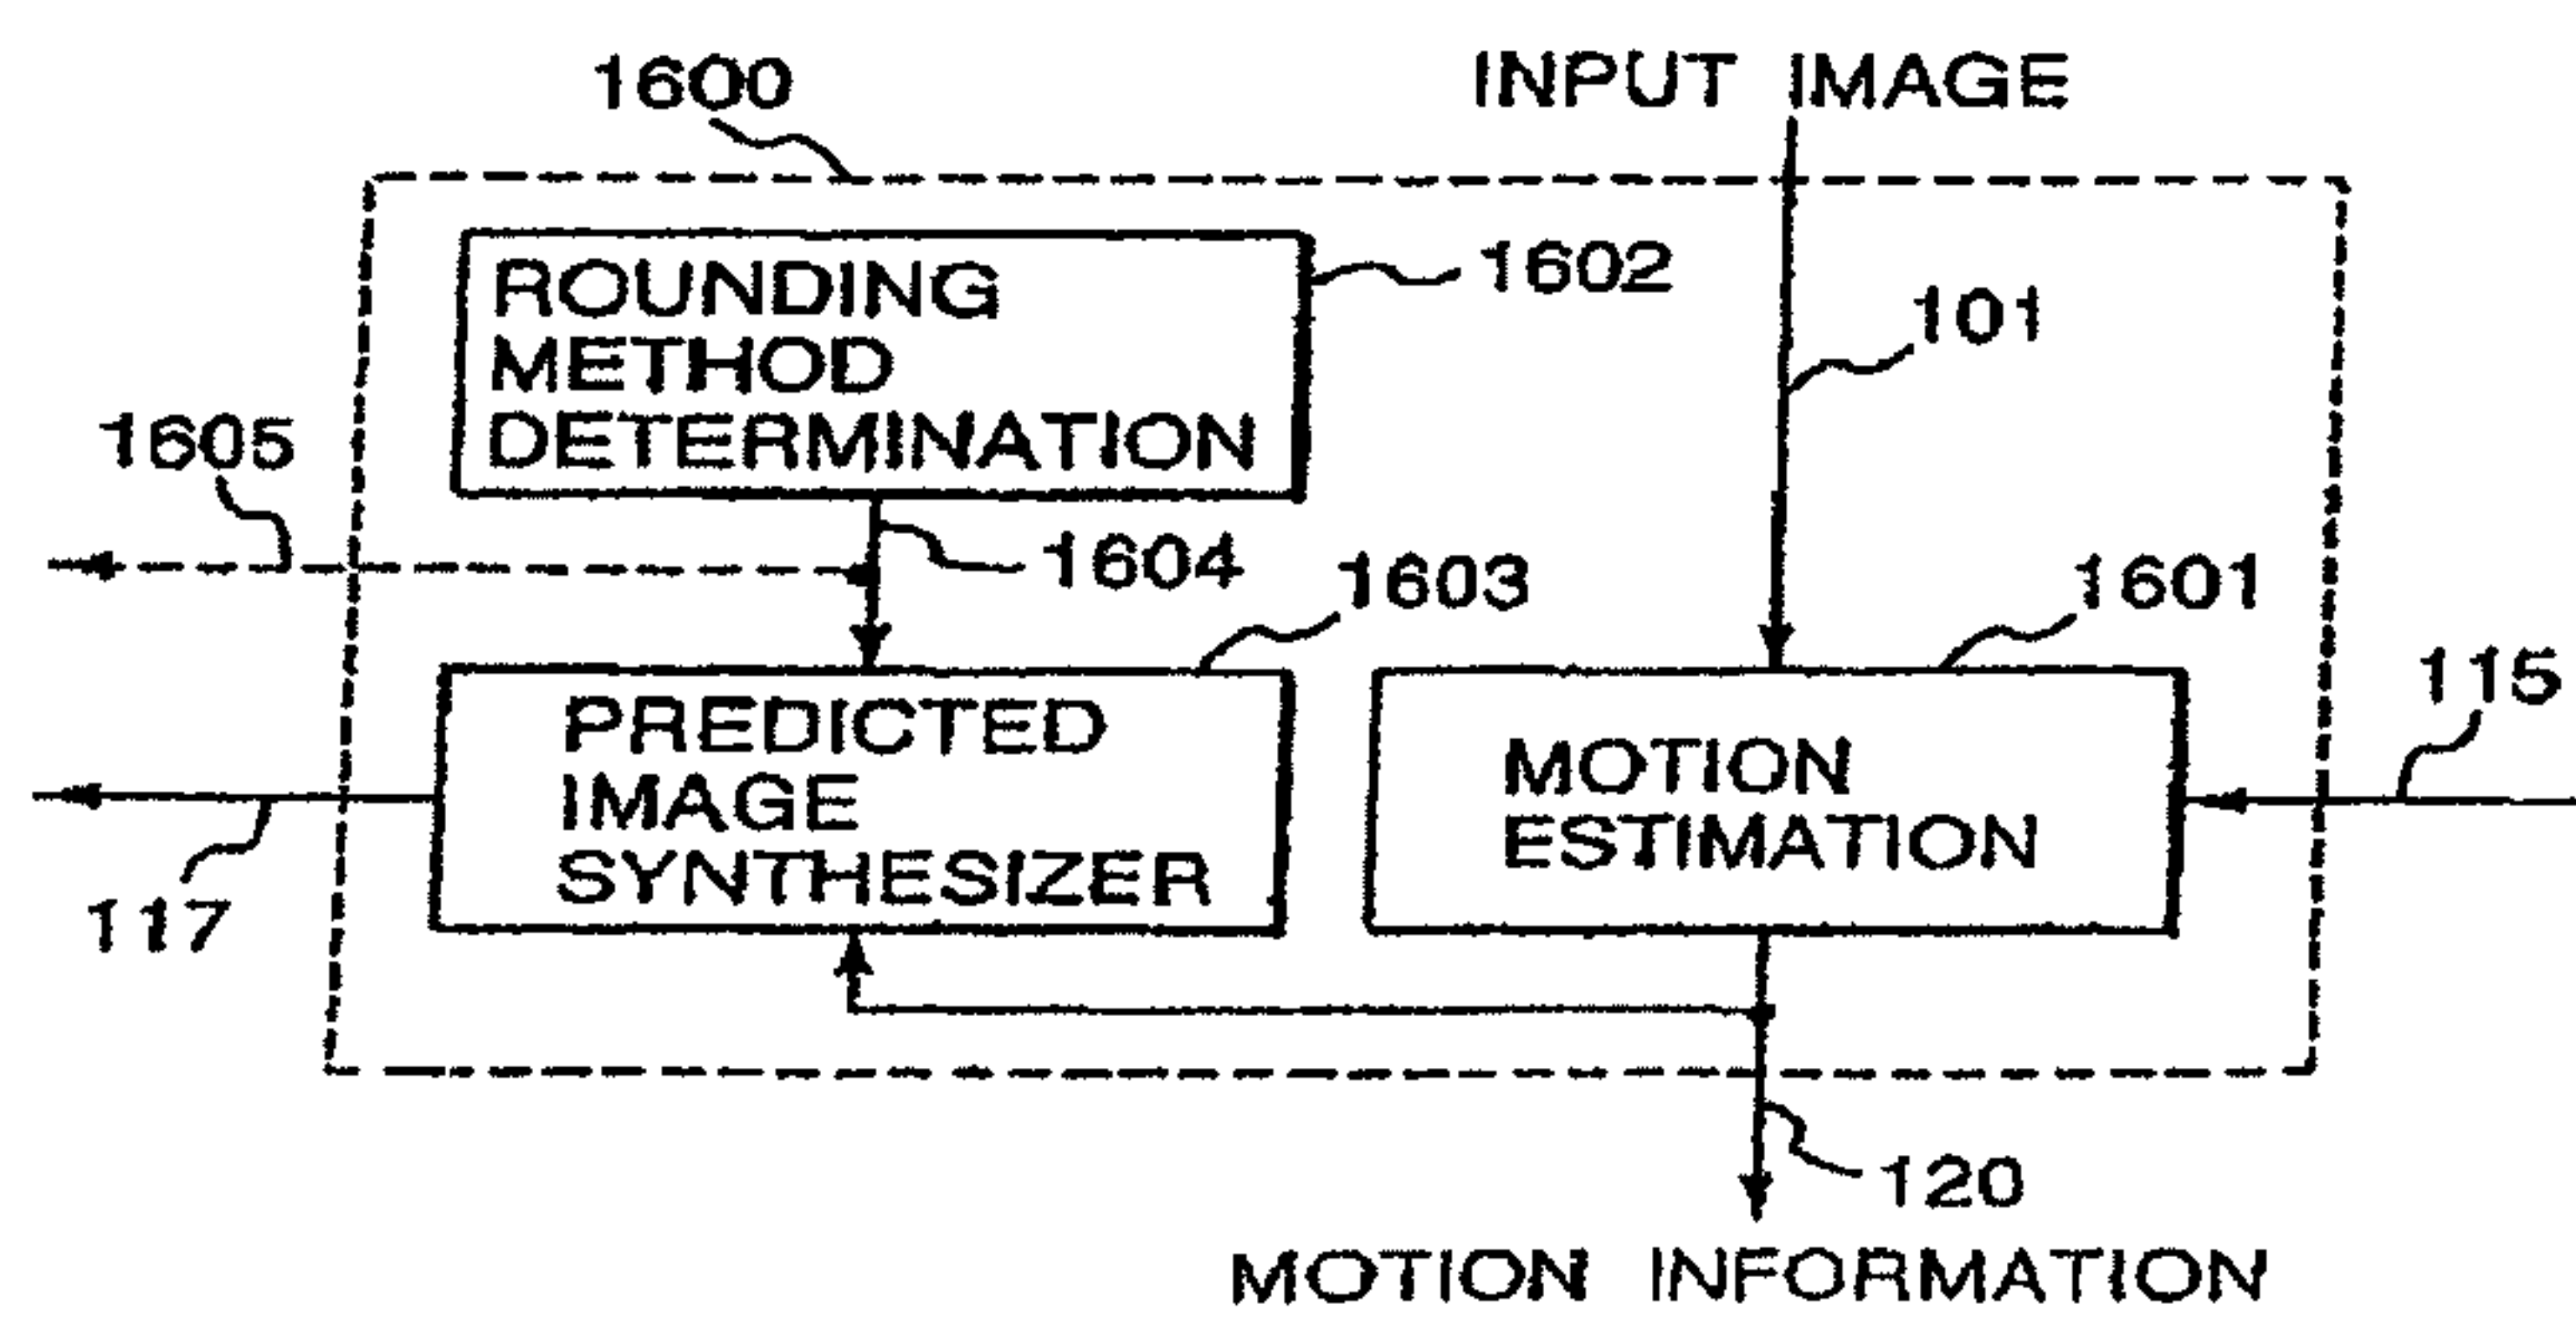 1600
INPUT IMAGE
ROUNDING
METHOD
DETERMINATION
1602
101
1605
1604
1603
1601
115
PREDICTED
IMAGE
SYNTHESIZER
MOTION
ESTIMATION
117
120
MOTION INFORMATION